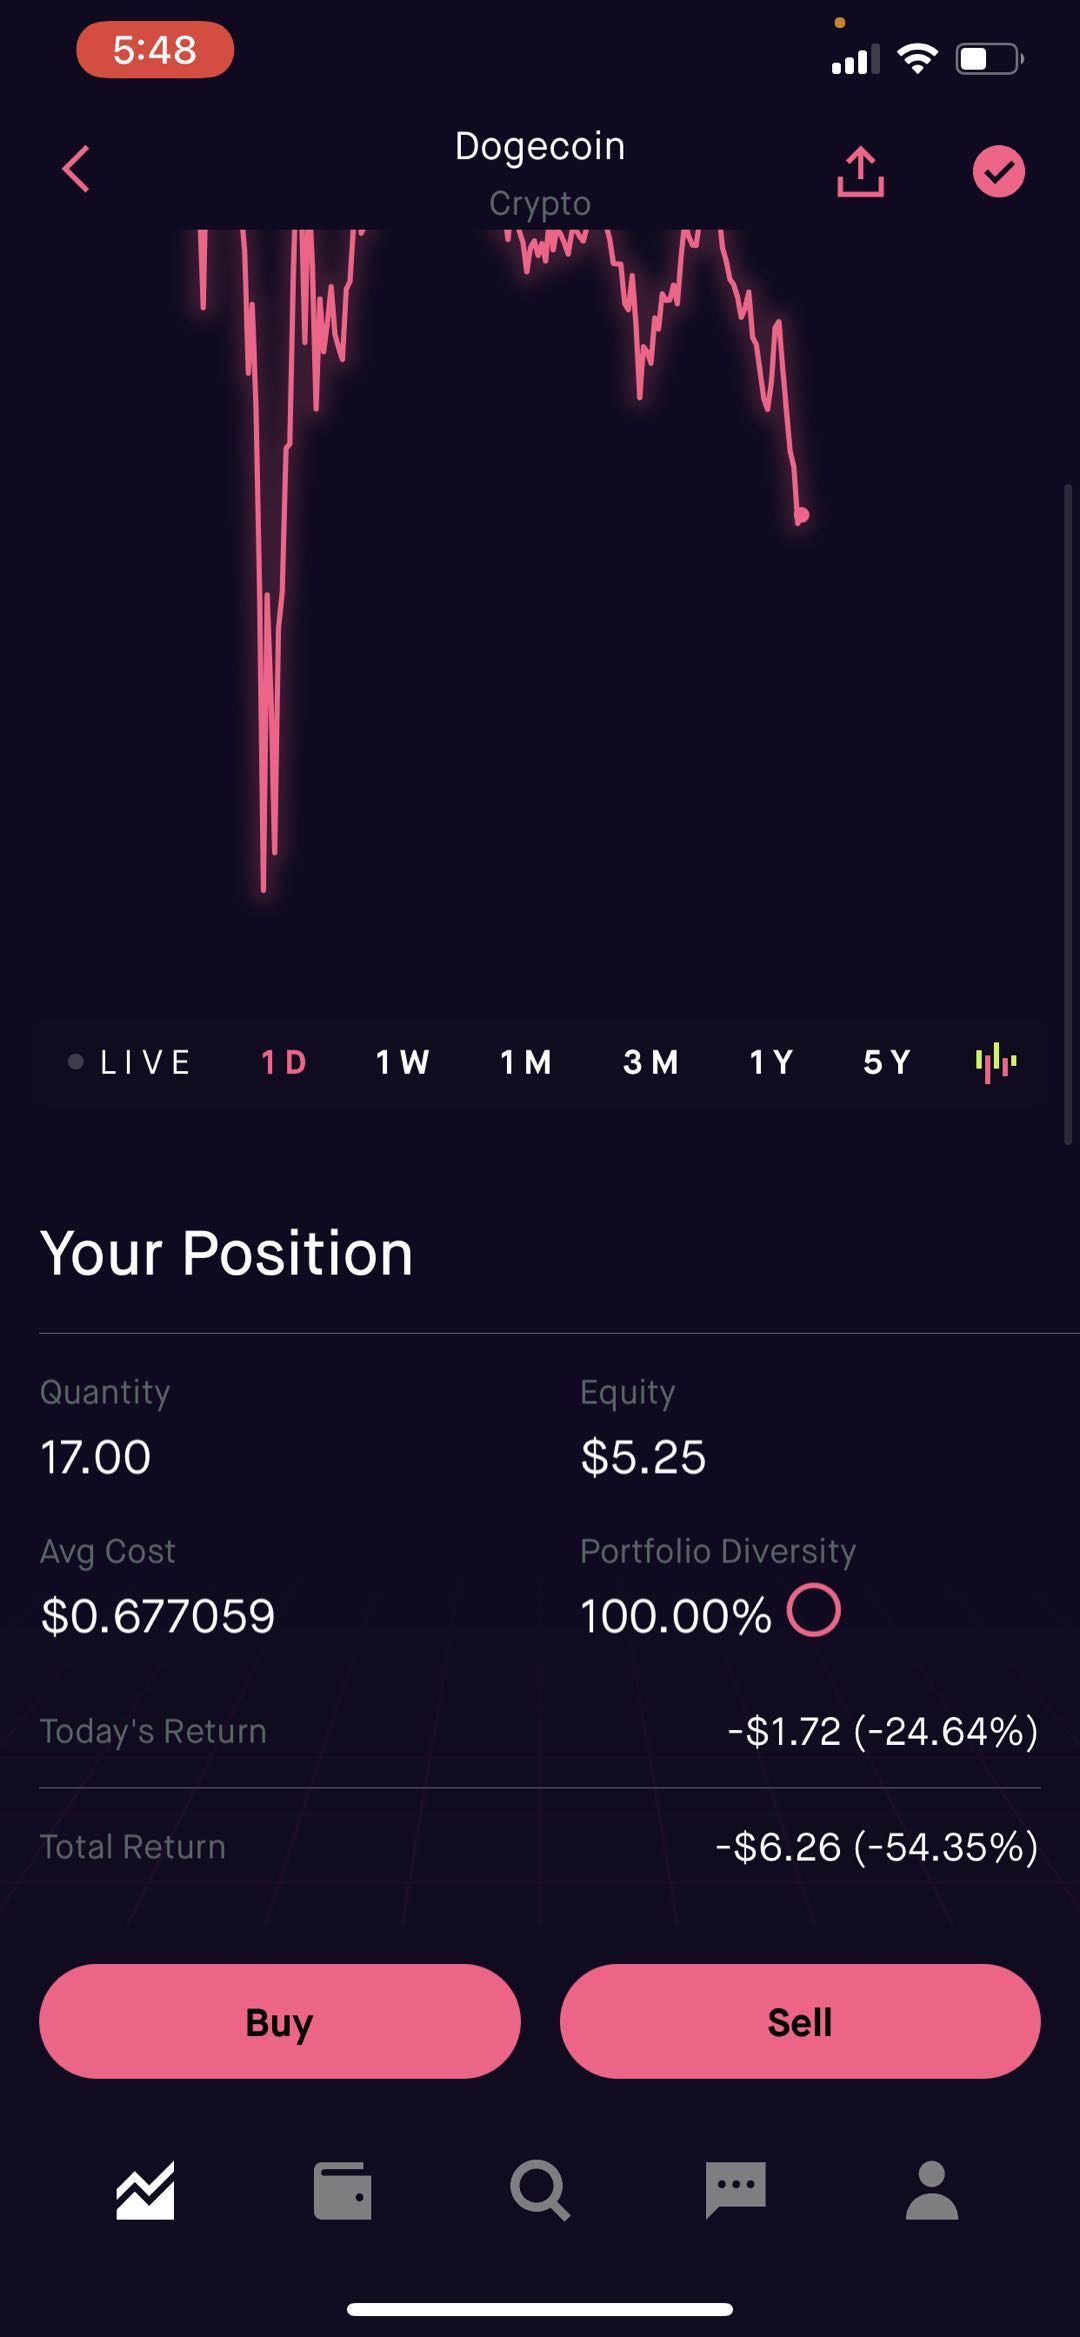 5:48
Dogecoin
Crypto
LIVE 1D 1W 1M 3M 1Y 5Y
Your Position
Quantity Equity
17.00 $5.25
Avg Cost Portfolio Diversity
$0.677059 100.00%
Today's Return -$1.72 (-24.64%)
Total Return -$6.26 (-54.35%)
Buy Sell